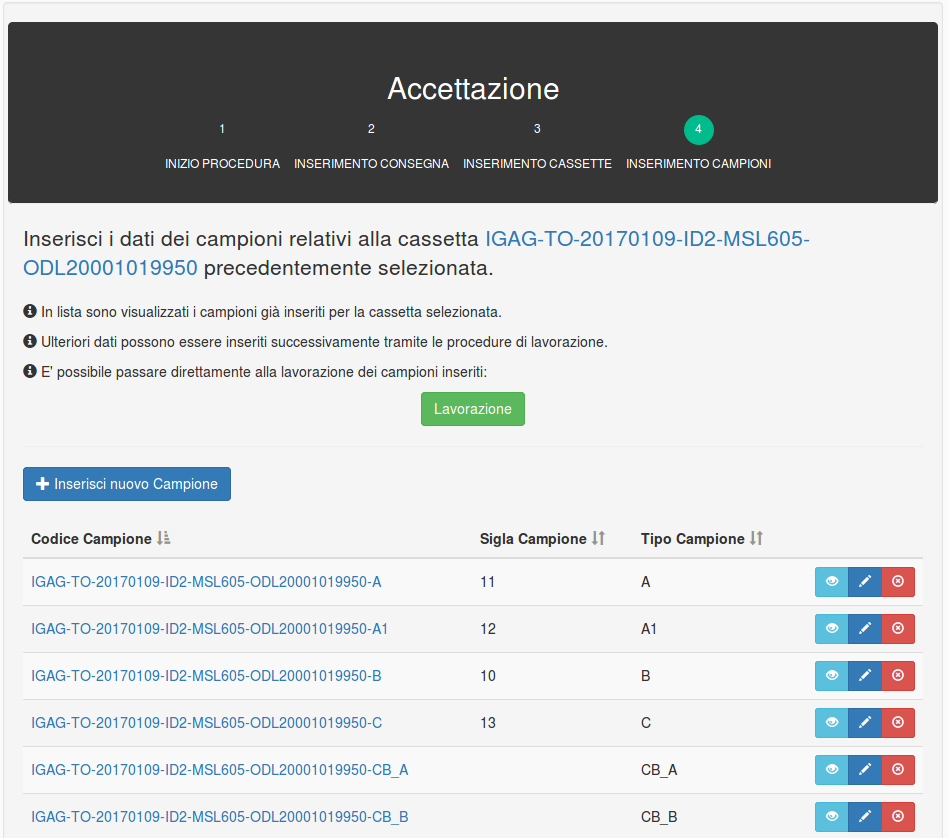 Accettazione
1 2 3 4
INIZIO PROCEDURA INSERIMENTO CONSEGNA INSERIMENTO CASSETTE INSERIMENTO CAMPIONI
Inserisci i dati dei campioni relativi alla cassetta IGAG-TO-20170109-ID2-MSL605-
ODL20001019950 precedentemente selezionata.
In lista sono visualizzati i campioni già inseriti per la cassetta selezionata.
Ulteriori dati possono essere inseriti successivamente tramite le procedure di lavorazione.
E' possibile passare direttamente alla lavorazione dei campioni inseriti:
Lavorazione
Inserisci nuovo Campione
Codice Campione Sigla Campione Tipo Campione
IGAG-TO-20170109-ID2-MSL605-ODL20001019950-A 11 A
IGAG-TO-20170109-ID2-MSL605-ODL20001019950-A1 12 A1
IGAG-TO-20170109-ID2-MSL605-ODL20001019950-B 10 B
IGAG-TO-20170109-ID2-MSL605-ODL20001019950-C 13 C
IGAG-TO-20170109-ID2-MSL605-ODL20001019950-CB_A CB_A
IGAG-TO-20170109-ID2-MSL605-ODL20001019950-CB_B CB_B